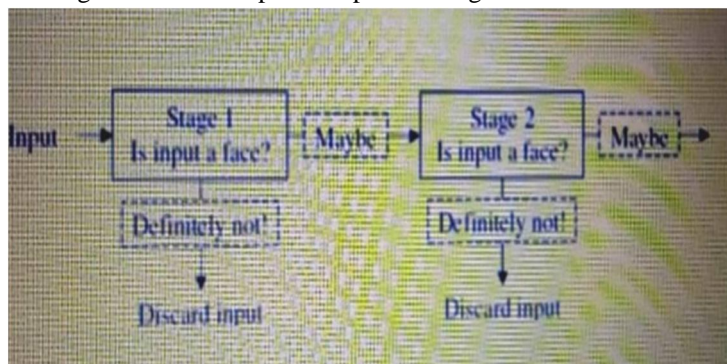 Input
Stage 1
Is input a face?
Maybe
Stage 2
Is input a face?
Maybe
Definitely not!
Definitely not!
Discard input
Discard input